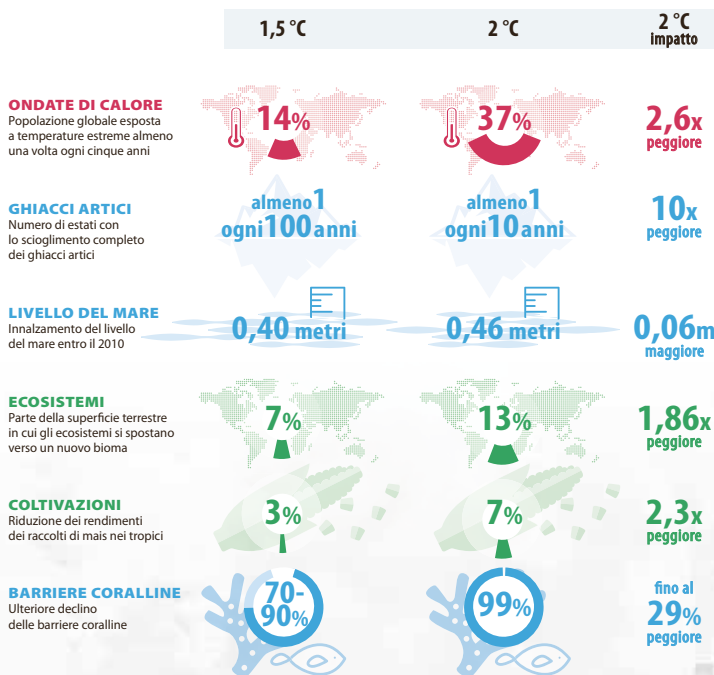 1,5 °C
2 °C
2 °C
impatto
ONDATE DI CALORE
Popolazione globale esposta
a temperature estreme almeno
una volta ogni cinque anni
14%
37%
2,6x
peggiore
GHIACCI ARTICI
Numero di estati con
lo scioglimento completo
dei ghiacci artici
almeno 1
ogni 100 anni
almeno 1
ogni 10 anni
10x
peggiore
LIVELLO DEL MARE
Innalzamento del livello
del mare entro il 2010
0,40 metri
0,46 metri
0,06m
maggiore
ECOSISTEMI
Parte della superficie terrestre
in cui gli ecosistemi si spostano
verso un nuovo bioma
7%
13%
1,86x
peggiore
COLTIVAZIONI
Riduzione dei rendimenti
dei raccolti di mais nei tropici
3%
7%
2,3x
peggiore
BARRIERE CORALLINE
Ulteriore declino
delle barriere coralline
70-
90%
99%
fino al
29%
peggiore